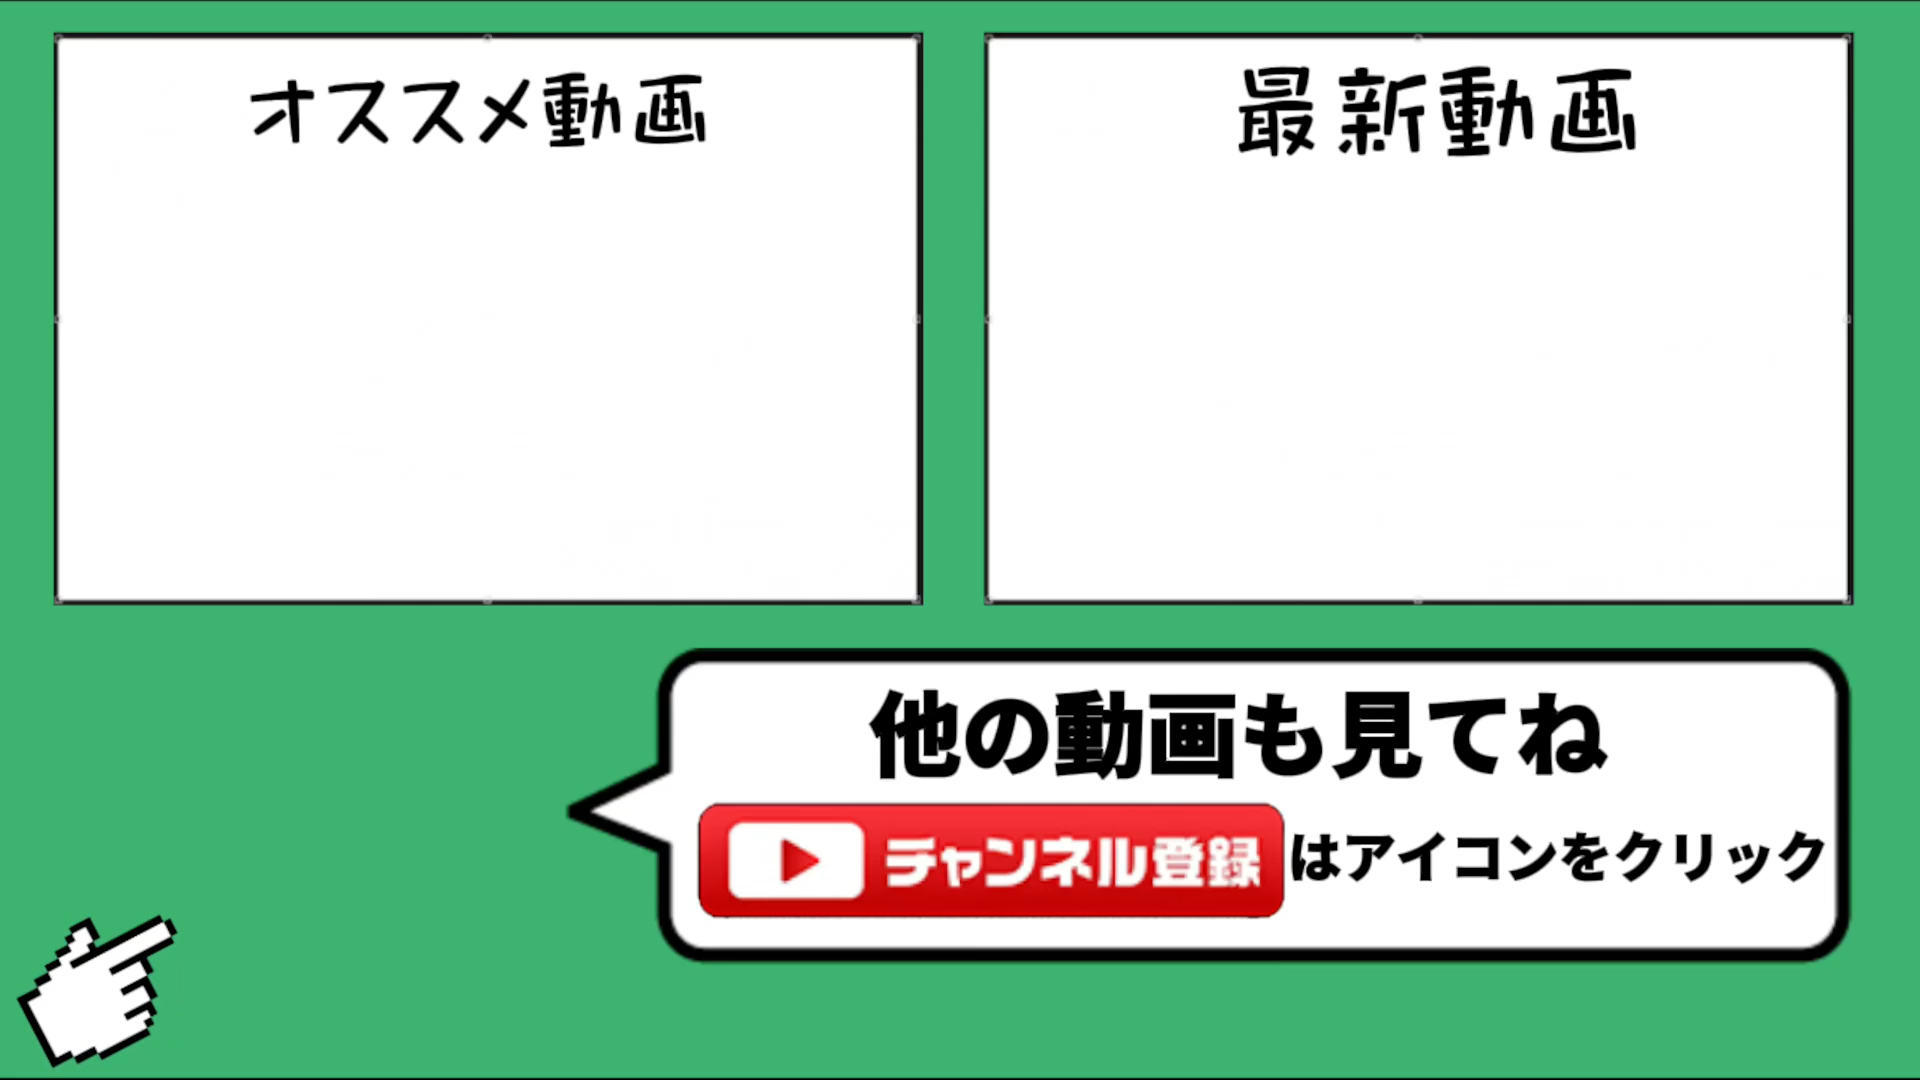 オススメ動画
最新動画
他の動画も見てね
チャンネル登録はアイコンをクリック